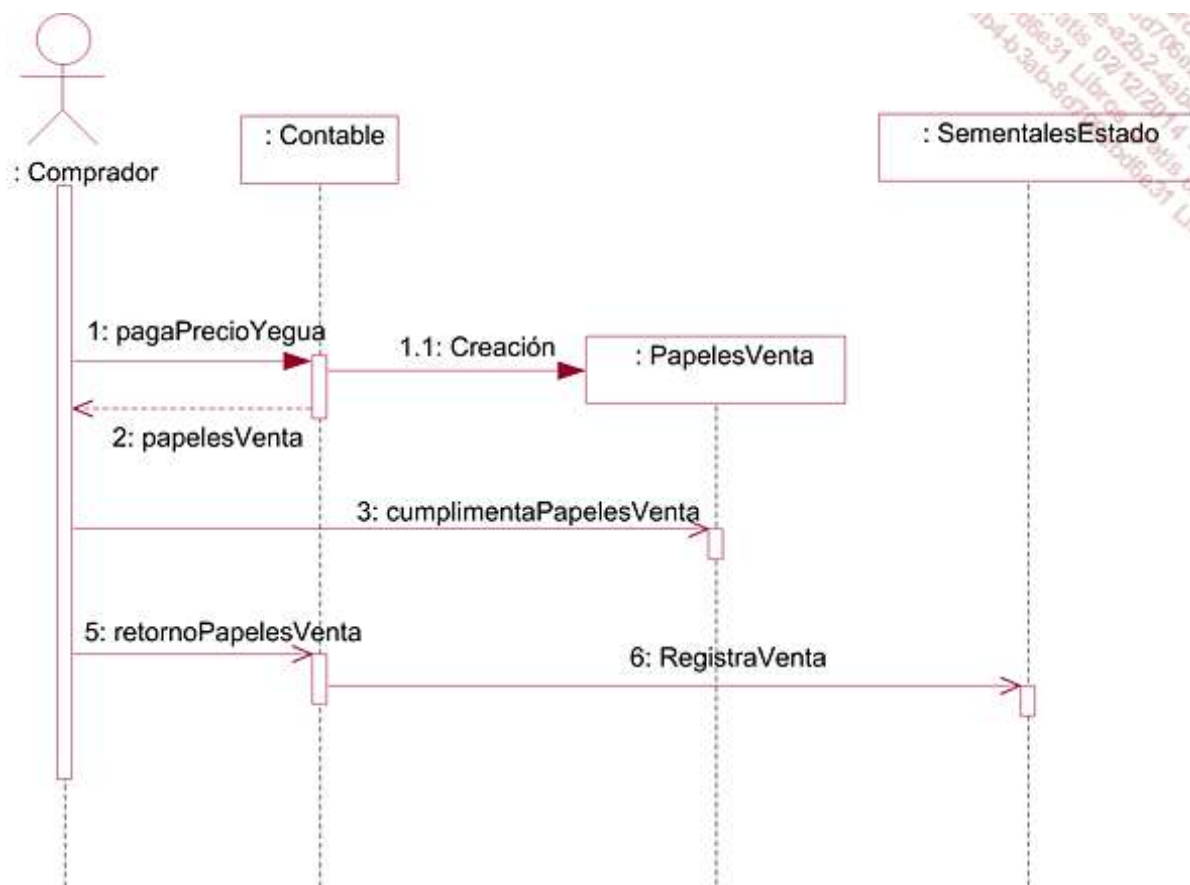 : Comprador
: Contable
: SementalesEstado
1: pagaPrecioYegua
1.1: Creación
: PapelesVenta
2: papelesVenta
3: cumplimentaPapelesVenta
5: retornoPapelesVenta
6: RegistraVenta